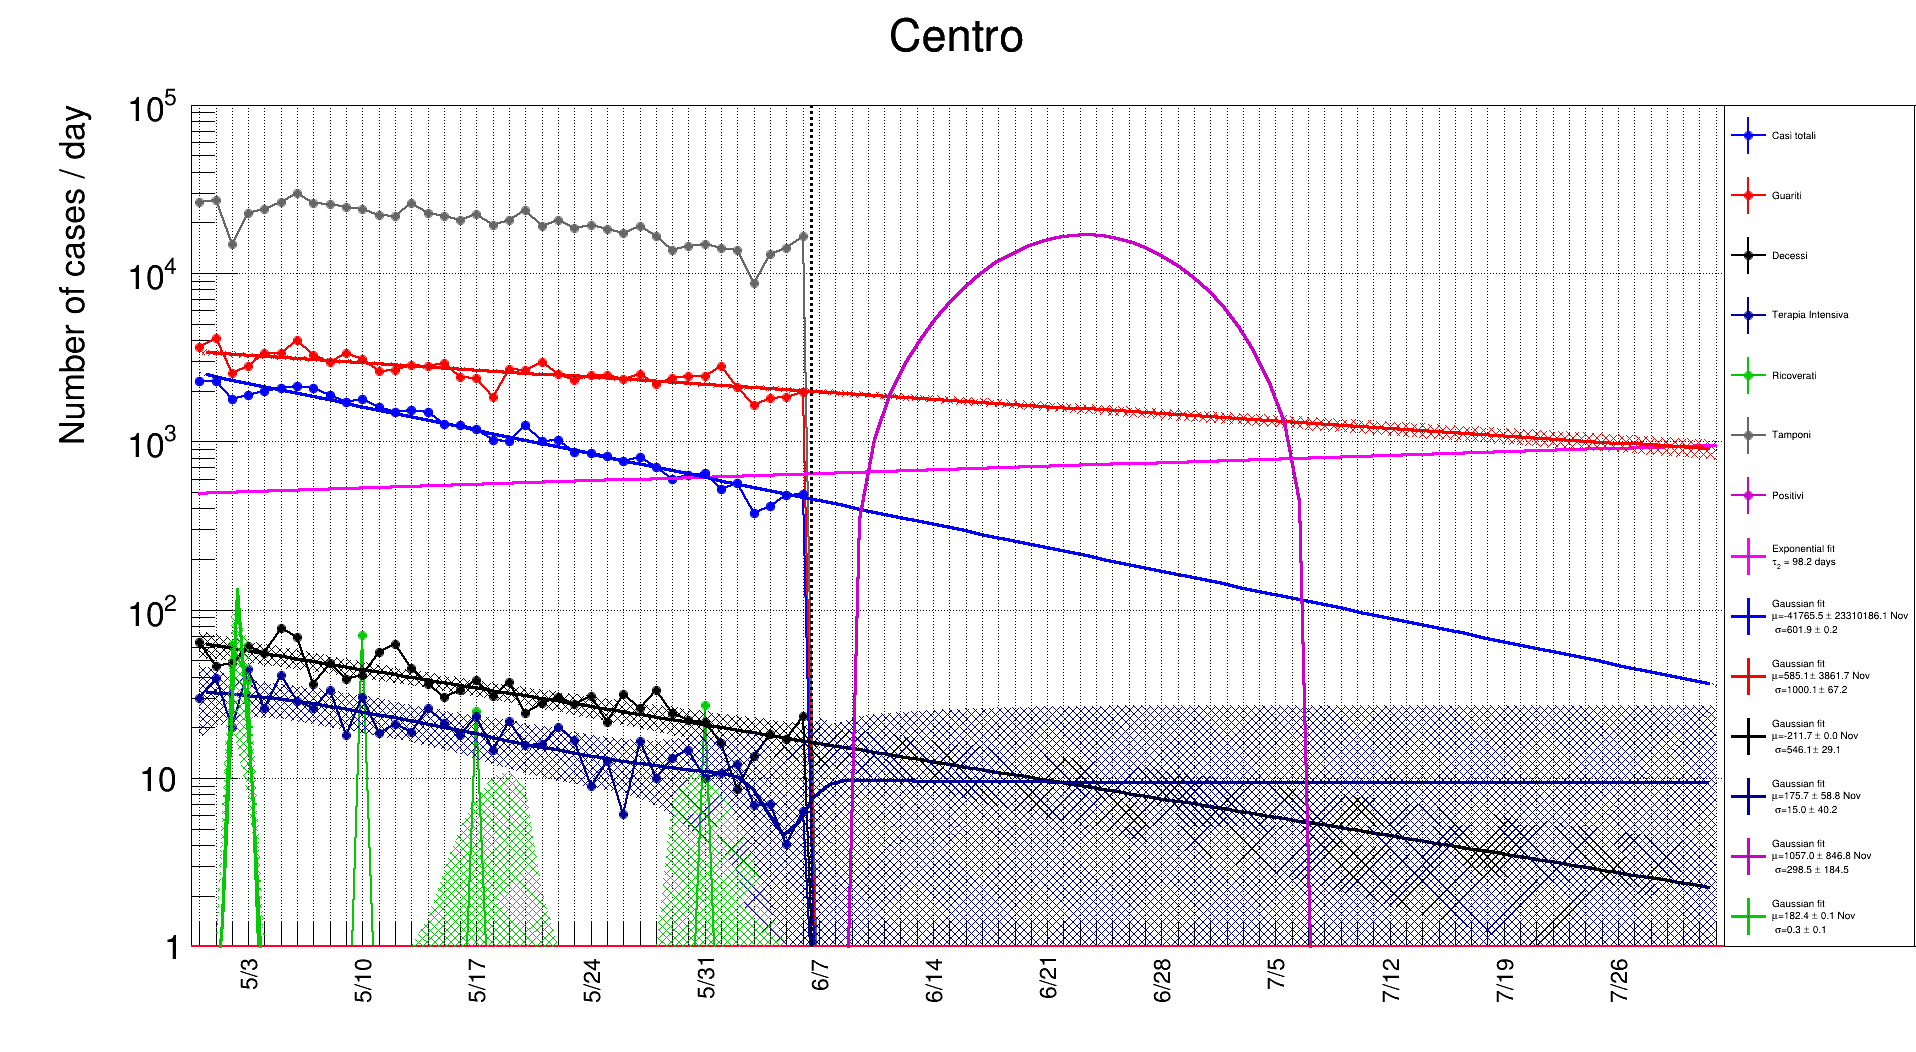 Centro
Number of cases / day
10^5
10^4
10^3
10^2
10
1
5/3
5/10
5/17
5/24
5/31
6/7
6/14
6/21
6/28
7/5
7/12
7/19
7/26
Casi totali
Guariti
Decessi
Terapia Intensiva
Ricoverati
Tamponi
Positivi
Exponential fit
τ₂ = 98.2 days
Gaussian fit
μ=-41765.5 ± 23310186.1 Nov
σ=601.9 ± 0.2
Gaussian fit
μ=585.1 ± 3861.7 Nov
σ=1000.1 ± 67.2
Gaussian fit
μ=-211.7 ± 0.0 Nov
σ=546.1 ± 29.1
Gaussian fit
μ=175.7 ± 58.8 Nov
σ=15.0 ± 40.2
Gaussian fit
μ=1057.0 ± 846.8 Nov
σ=298.5 ± 184.5
Gaussian fit
μ=182.4 ± 0.1 Nov
σ=0.3 ± 0.1